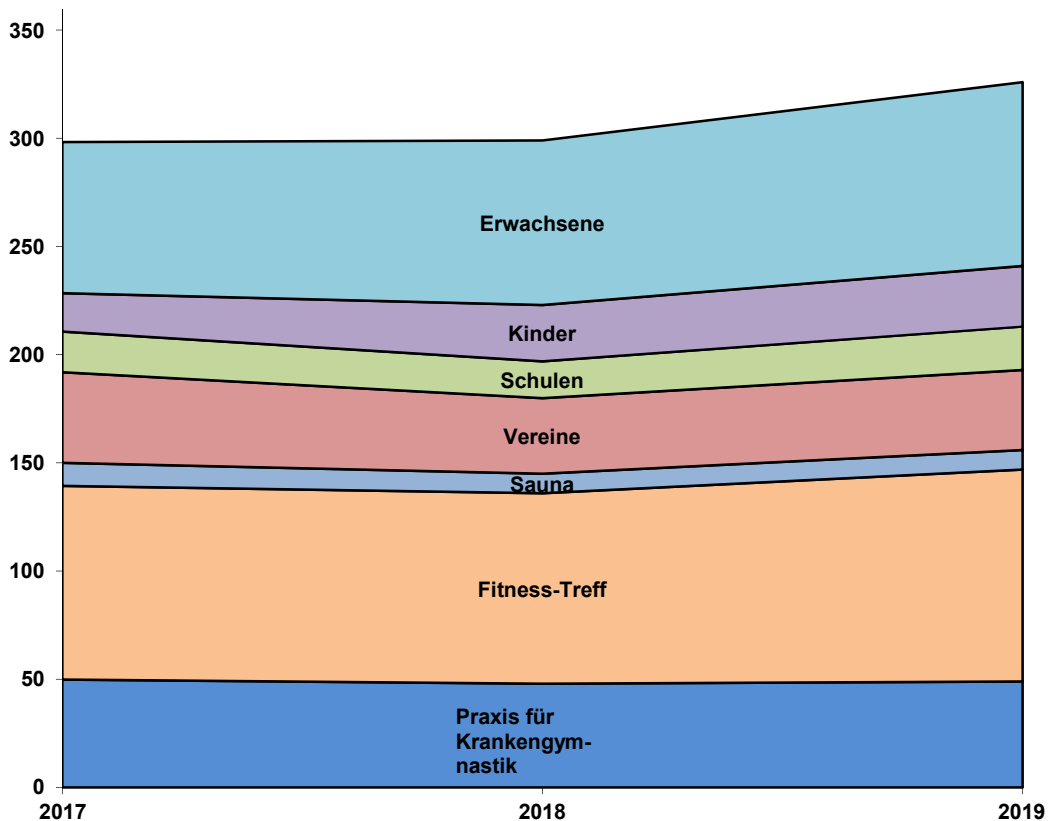 350
300
250
200
150
100
50
0
Erwachsene
Kinder
Schulen
Vereine
Sauna
Fitness-Treff
Praxis für
Krankengym-
nastik
2017 2018 2019